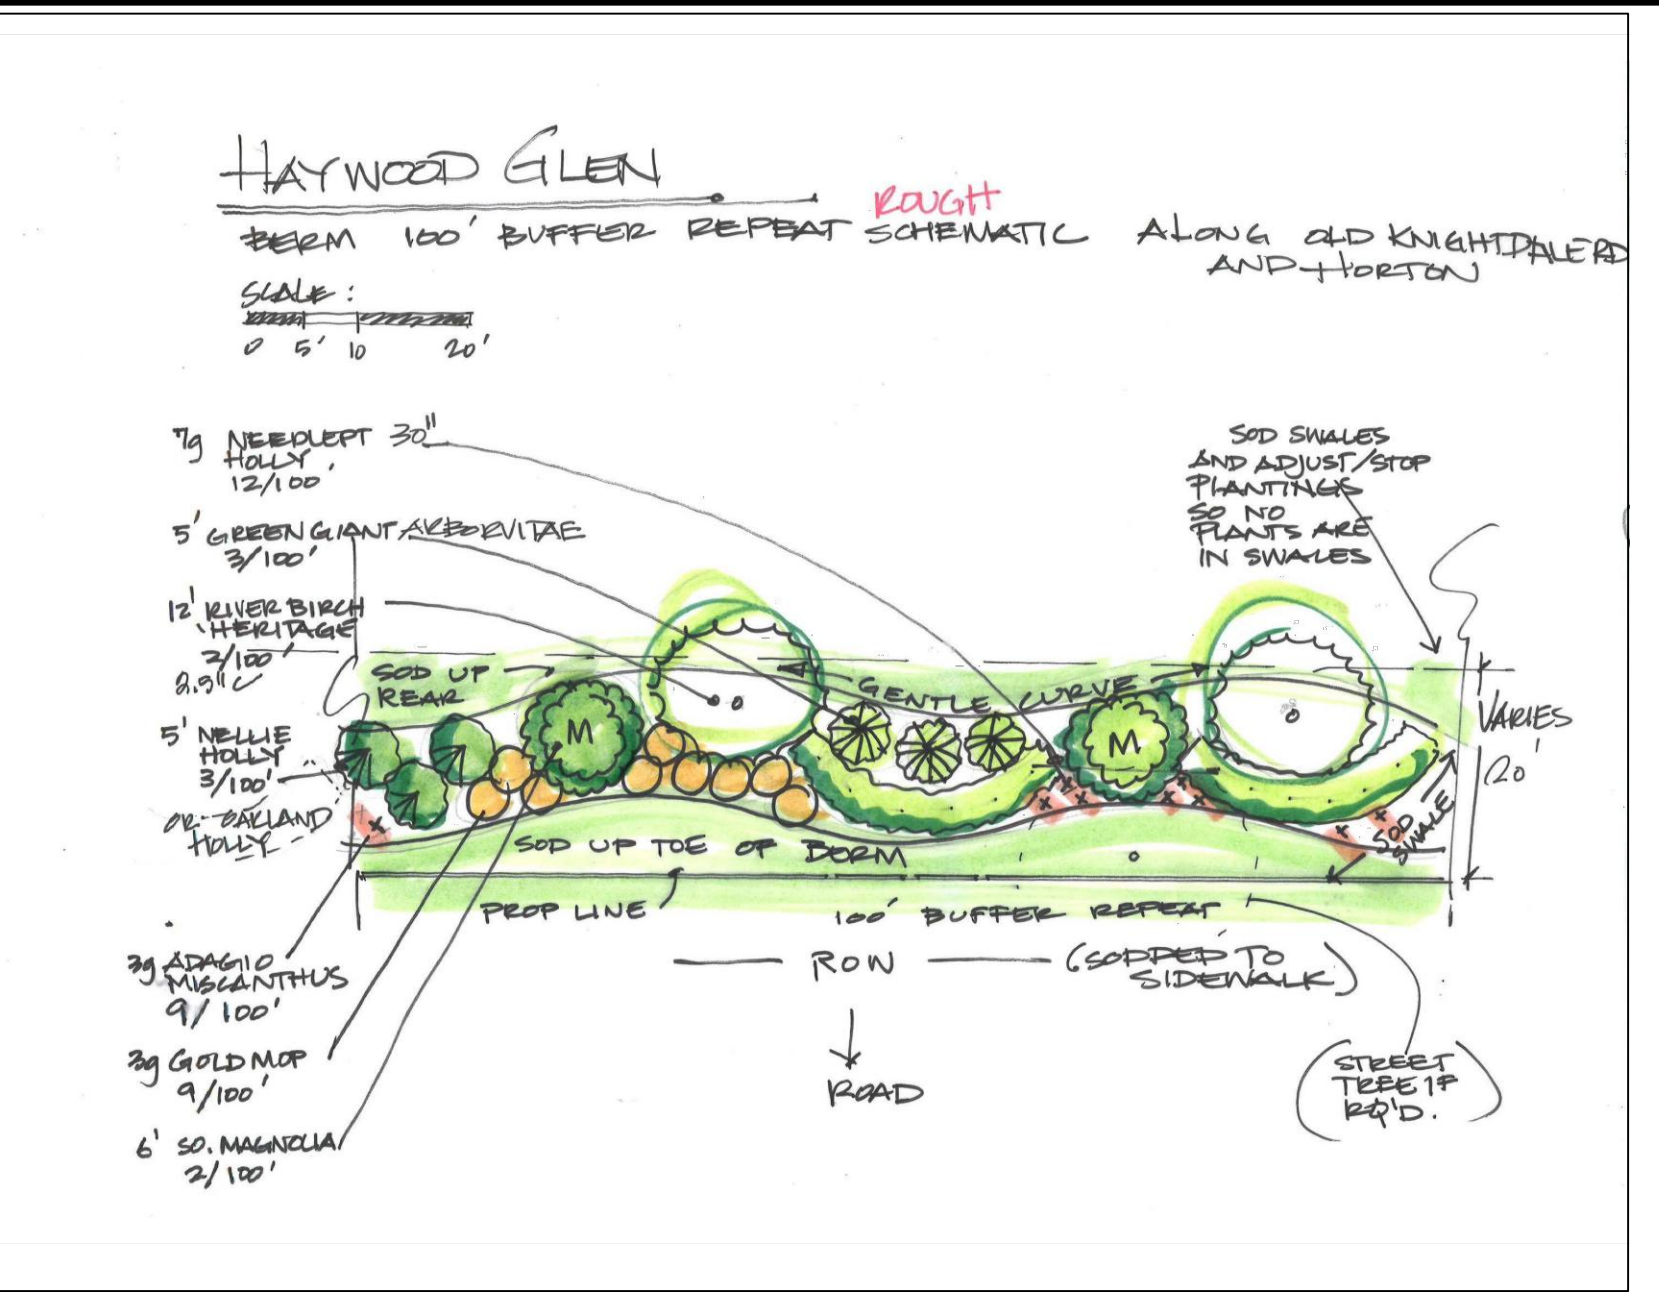 HAYWOOD GLEN
BERM 100' BUFFER REPEAT ROUGH SCHEMATIC ALONG OLD KNIGHTDALE RD
AND HORTON
SCALE:
0 5' 10 20'
7g NEEDLEPT 30"
HOLLY
12/100'
5' GREEN GIANT ARBORVITAE
3/100'
12' RIVER BIRCH
'HERITAGE
2/100'
2.5" C
5' NELLIE
HOLLY
3/100'
OR OAKLAND
HOLLY
3g ADAGIO
MISCANTHUS
9/100'
3g GOLD MOP
9/100'
6' SO. MAGNOLIA
2/100'
SOD SWALES
AND ADJUST/STOP
PLANTINGS
SO NO
PLANTS ARE
IN SWALES
SOD UP
REAR
GENTLE CURVE
M
M
VARIES
20'
SOD
SWALE
SOD UP TOE OF BERM
PROP LINE
100' BUFFER REPEAT
ROW (SODDED TO
SIDEWALK)
ROAD
(STREET
TREE IF
RQ'D.)